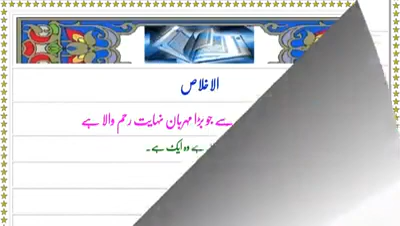 الاخلاص
سے جو بڑا مہربان نہایت رحم والا ہے
ہے وہ ایک ہے۔